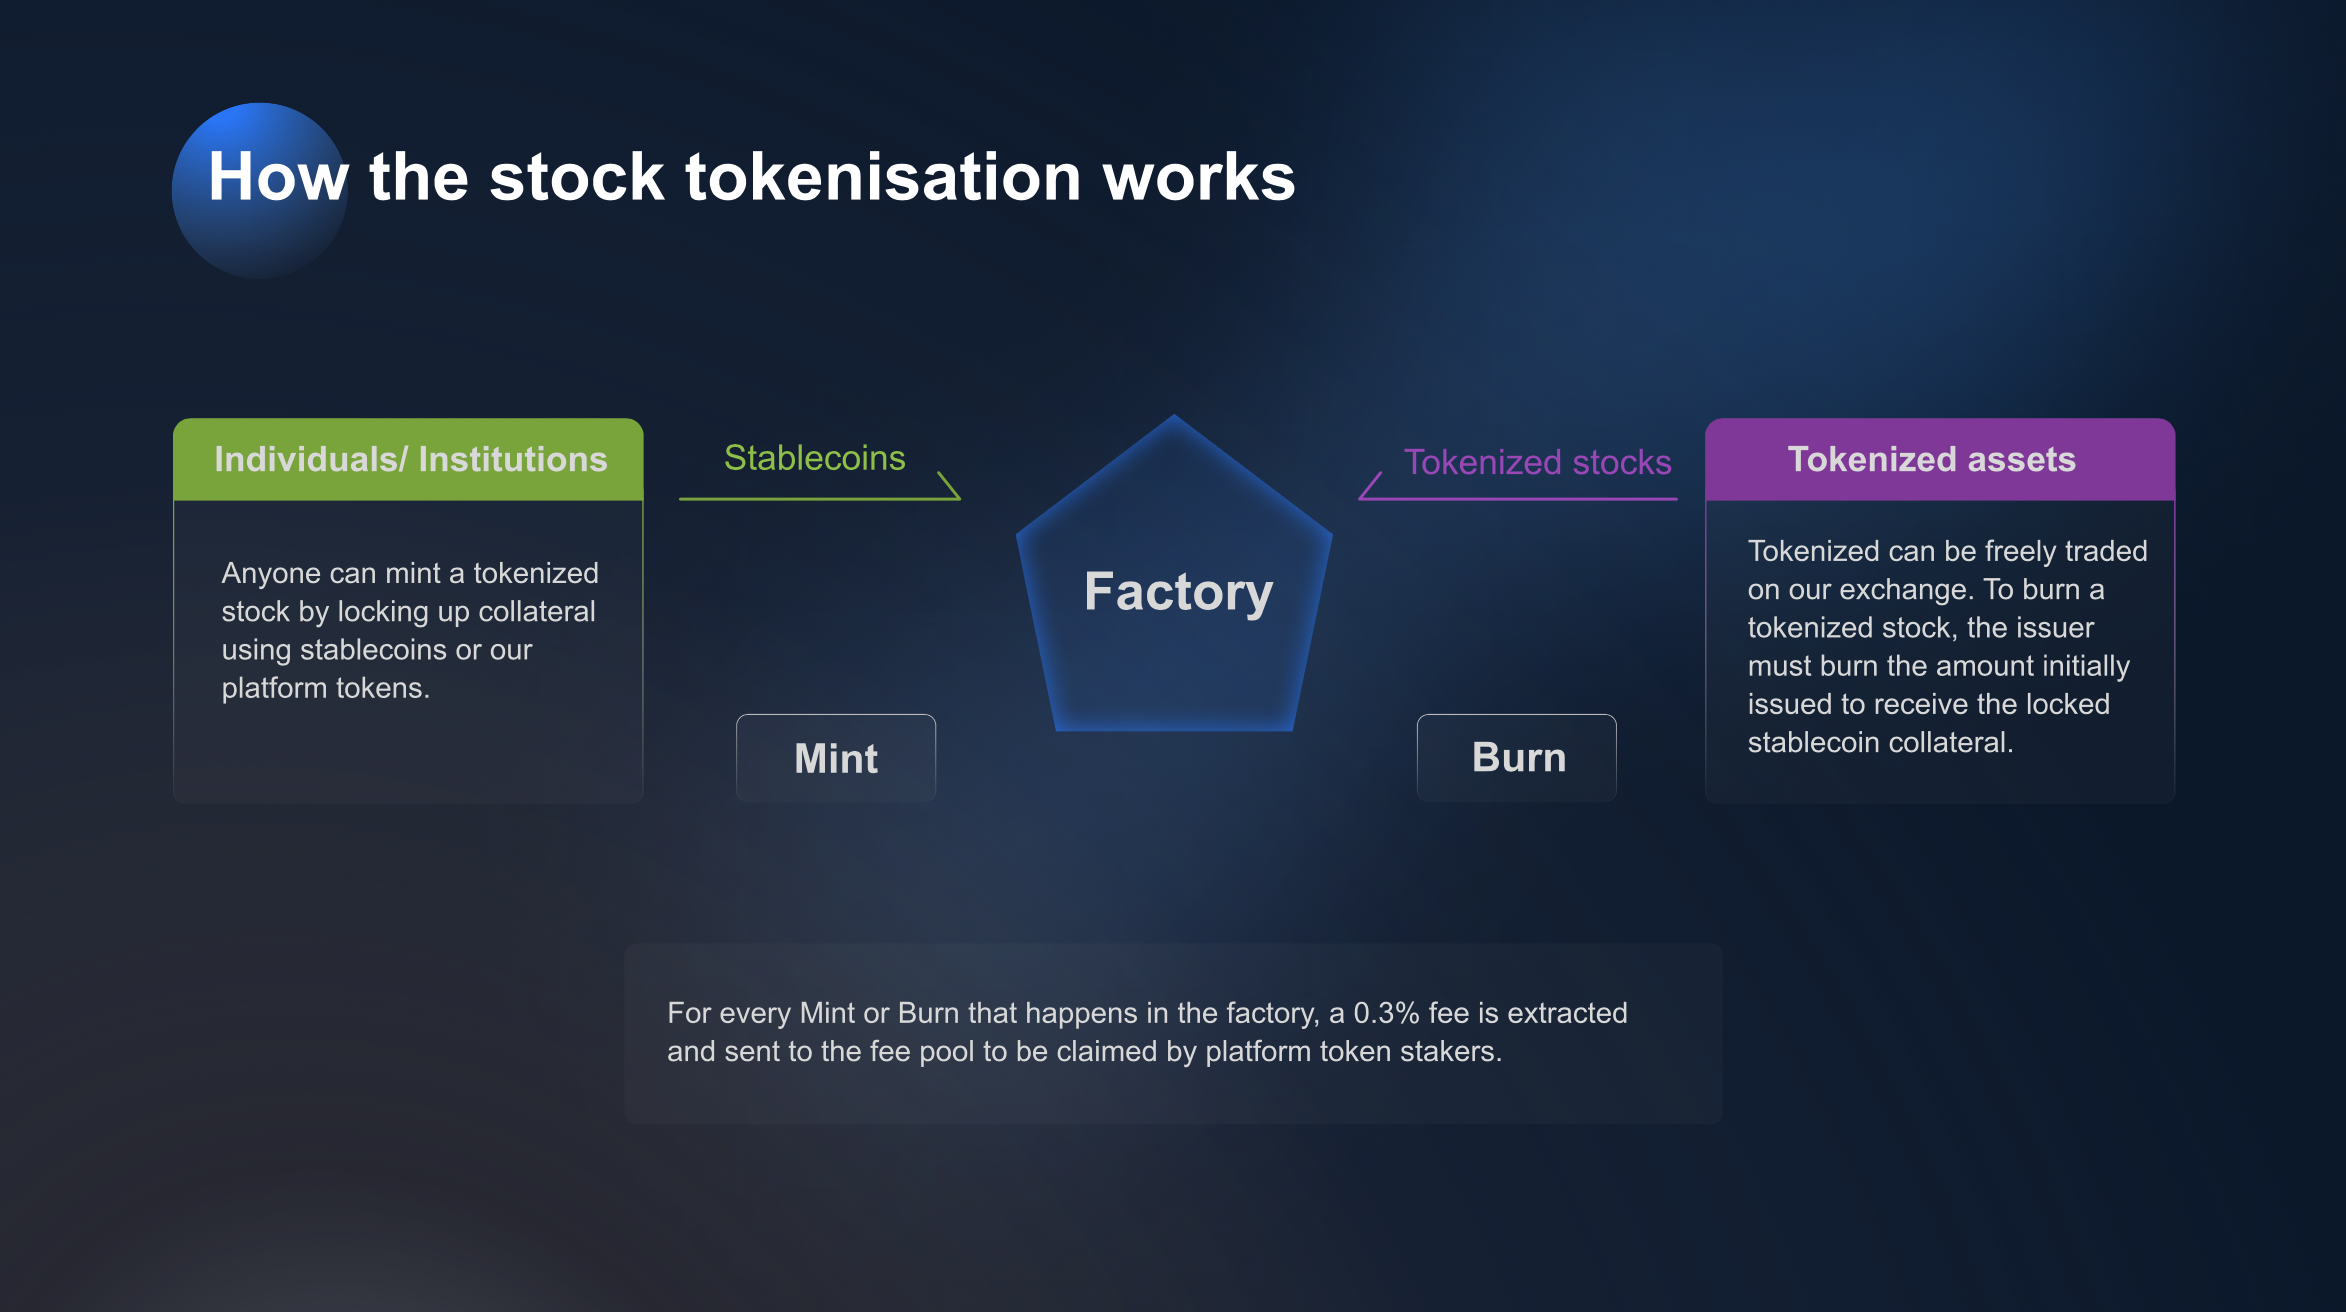 How the stock tokenisation works
Individuals/ Institutions
Anyone can mint a tokenized
stock by locking up collateral
using stablecoins or our
platform tokens.
Stablecoins
Mint
Factory
Tokenized stocks
Burn
Tokenized assets
Tokenized can be freely traded
on our exchange. To burn a
tokenized stock, the issuer
must burn the amount initially
issued to receive the locked
stablecoin collateral.
For every Mint or Burn that happens in the factory, a 0.3% fee is extracted
and sent to the fee pool to be claimed by platform token stakers.